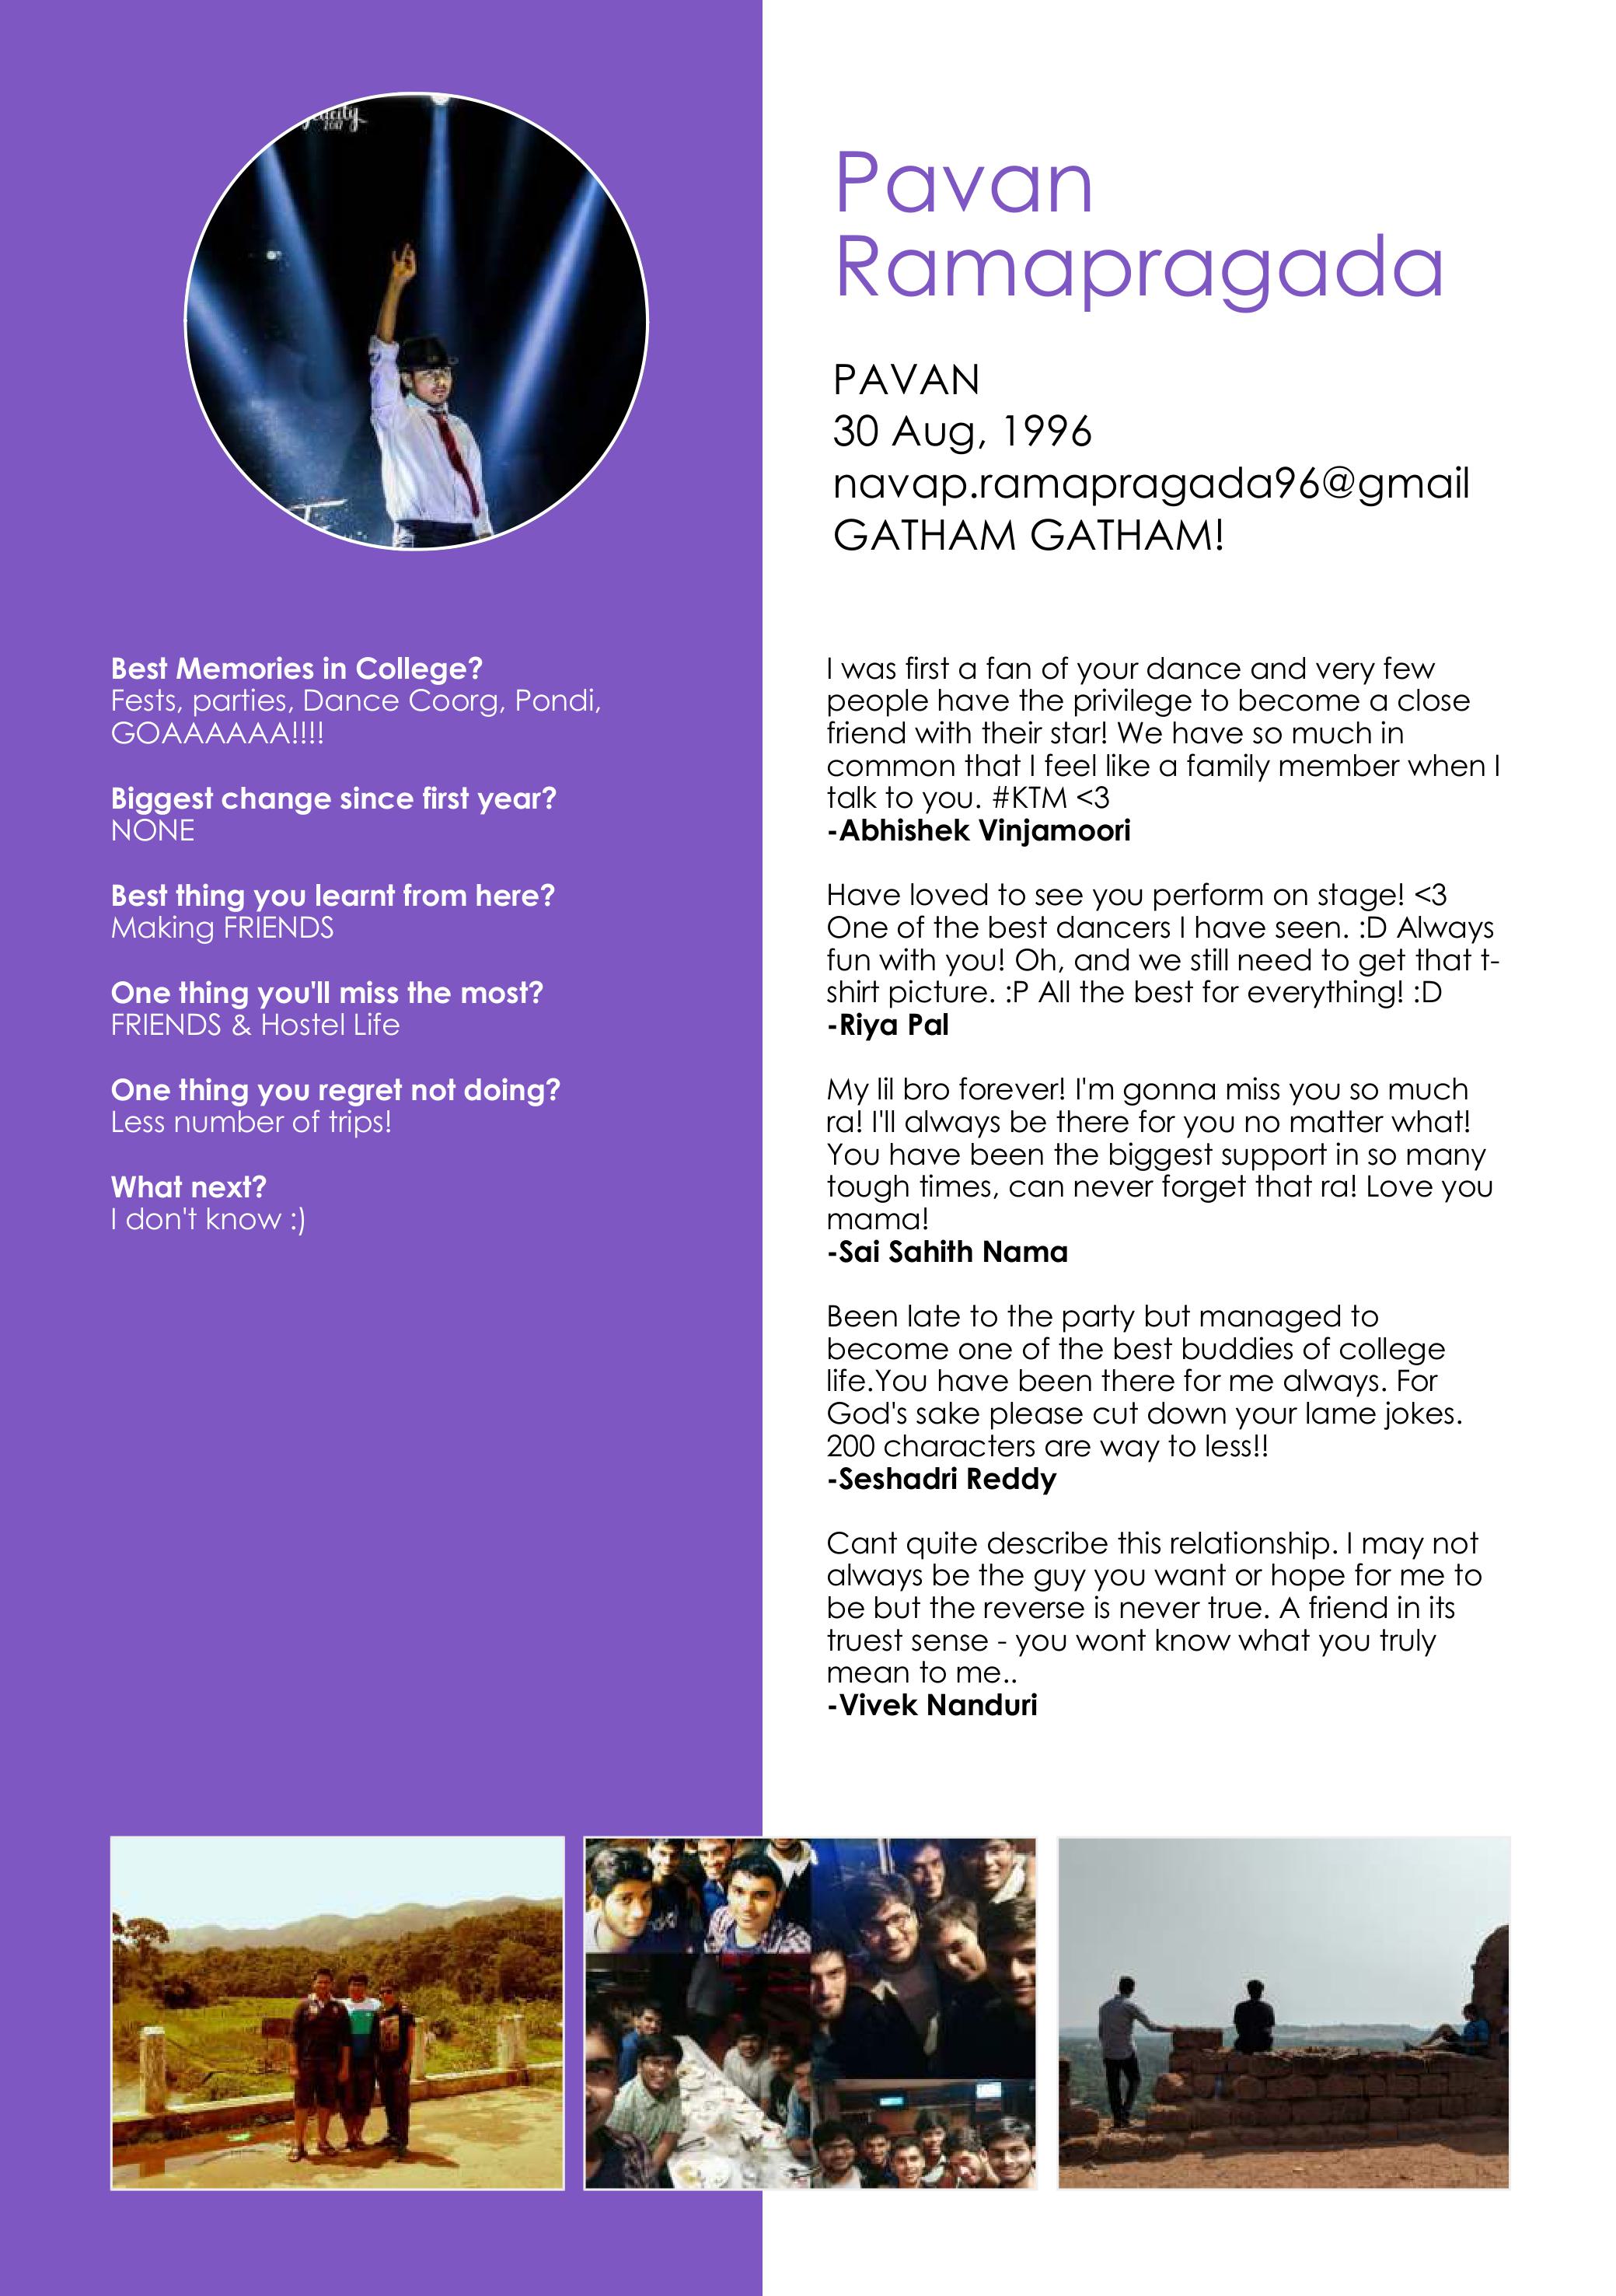 2017
Pavan
Ramapragada
PAVAN
30 Aug, 1996
navap.ramapragada96@gmail
GATHAM GATHAM!
Best Memories in College?
Fests, parties, Dance Coorg, Pondi,
GOAAAAAA!!!!
Biggest change since first year?
NONE
Best thing you learnt from here?
Making FRIENDS
One thing you'll miss the most?
FRIENDS & Hostel Life
One thing you regret not doing?
Less number of trips!
What next?
I don't know :)
I was first a fan of your dance and very few
people have the privilege to become a close
friend with their star! We have so much in
common that I feel like a family member when I
talk to you. #KTM <3
-Abhishek Vinjamoori
Have loved to see you perform on stage! <3
One of the best dancers I have seen. :D Always
fun with you! Oh, and we still need to get that t-
shirt picture. :P All the best for everything! :D
-Riya Pal
My lil bro forever! I'm gonna miss you so much
ra! I'll always be there for you no matter what!
You have been the biggest support in so many
tough times, can never forget that ra! Love you
mama!
-Sai Sahith Nama
Been late to the party but managed to
become one of the best buddies of college
life.You have been there for me always. For
God's sake please cut down your lame jokes.
200 characters are way to less!!
-Seshadri Reddy
Cant quite describe this relationship. I may not
always be the guy you want or hope for me to
be but the reverse is never true. A friend in its
truest sense - you wont know what you truly
mean to me..
-Vivek Nanduri